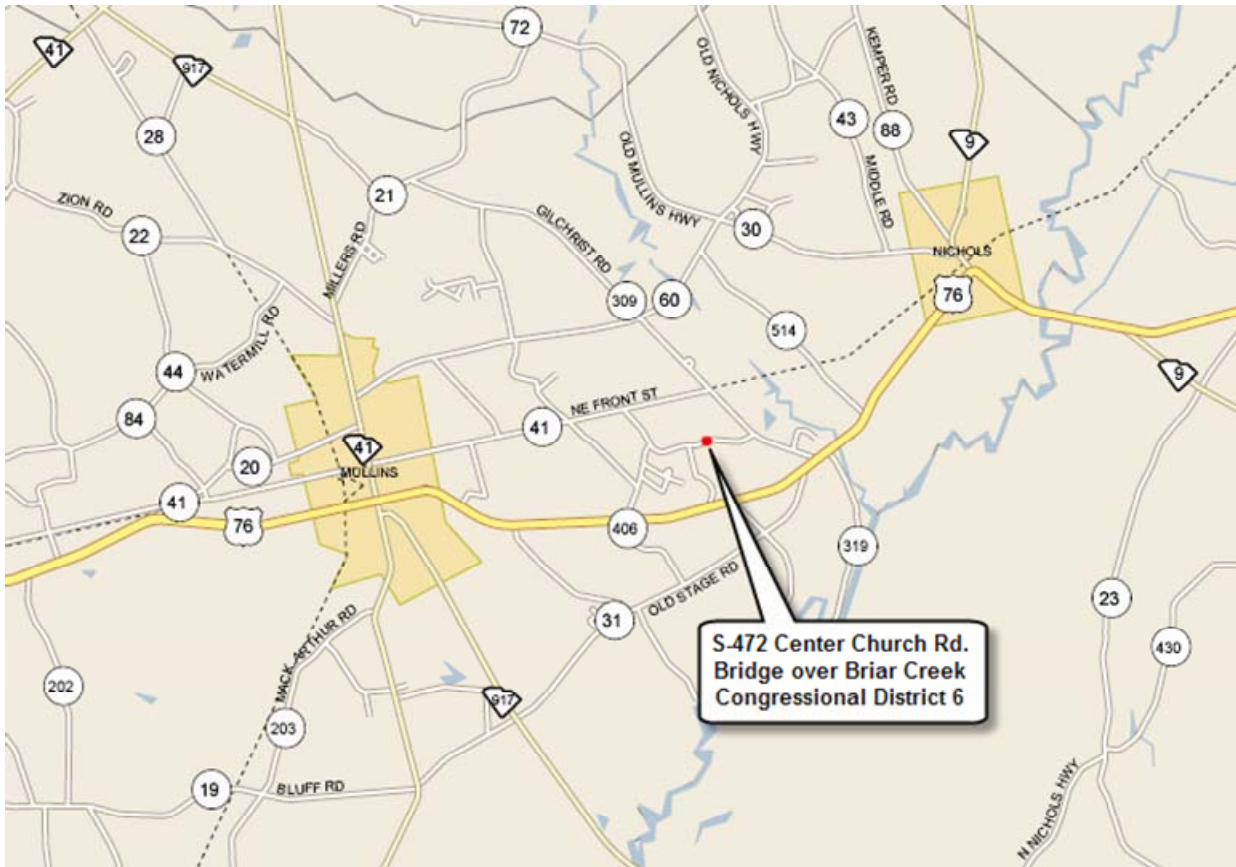 41
917
72
28
OLD NICHOLS HWY
KEMPER RD
43
88
9
OLD MULLINS HWY
MIDDLE RD
21
ZION RD
22
MILLERS RD
GILCHRIST RD
30
NICHOLS
76
309
60
514
WATERMILL RD
44
84
NE FRONT ST
41
9
41
20
MULLINS
41
76
406
319
OLD STAGE RD
31
23
430
S-472 Center Church Rd.
Bridge over Briar Creek
Congressional District 6
MACK ARTHUR RD
202
203
917
19
BLUFF RD
N NICHOLS HWY